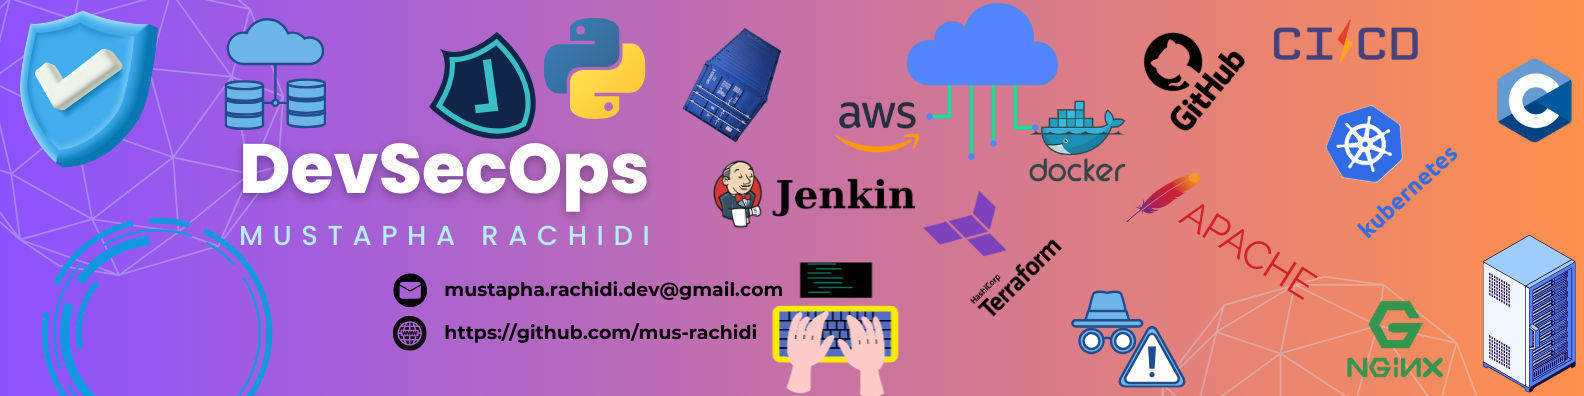 DevSecOps
MUSTAPHA RACHIDI
mustapha.rachidi.dev@gmail.com
WWW
https://github.com/mus-rachidi
Jenkin
aws
docker
GitHub
CI CD
C
kubernetes
APACHE
HashiCorp
Terraform
G
NGiNX